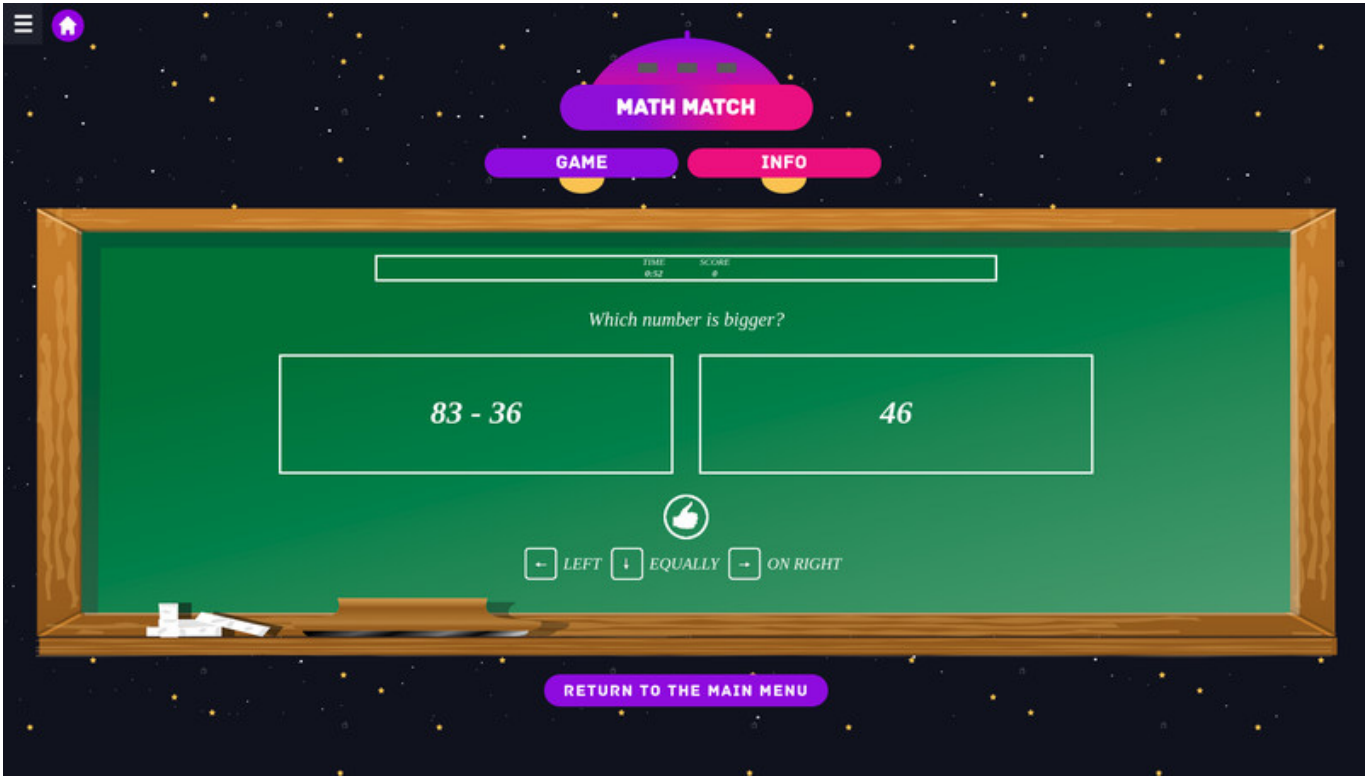 MATH MATCH
GAME INFO
TIME SCORE
0:52 0
Which number is bigger?
83 - 36 46
← LEFT ↓ EQUALLY → ON RIGHT
RETURN TO THE MAIN MENU